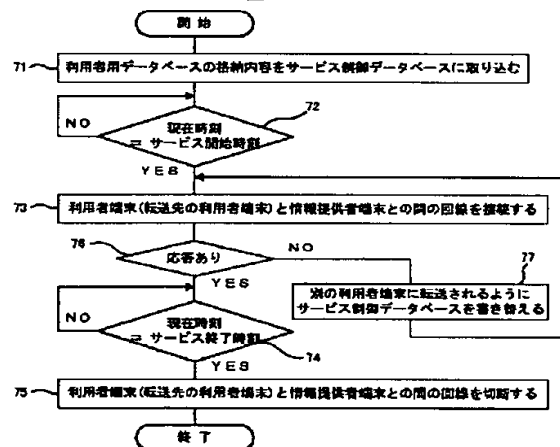 開 始
71
利用者用データベースの格納内容をサービス制御データベースに取り込む
72
NO
現在時刻
= サービス開始時刻
YES
73
利用者端末(転送先の利用者端末)と情報提供者端末との間の回線を接続する
76
応答あり
NO
77
YES
別の利用者端末に転送されるように
サービス制御データベースを書き替える
NO
現在時刻
= サービス終了時刻
74
YES
75
利用者端末(転送先の利用者端末)と情報提供者端末との間の回線を切断する
終 了